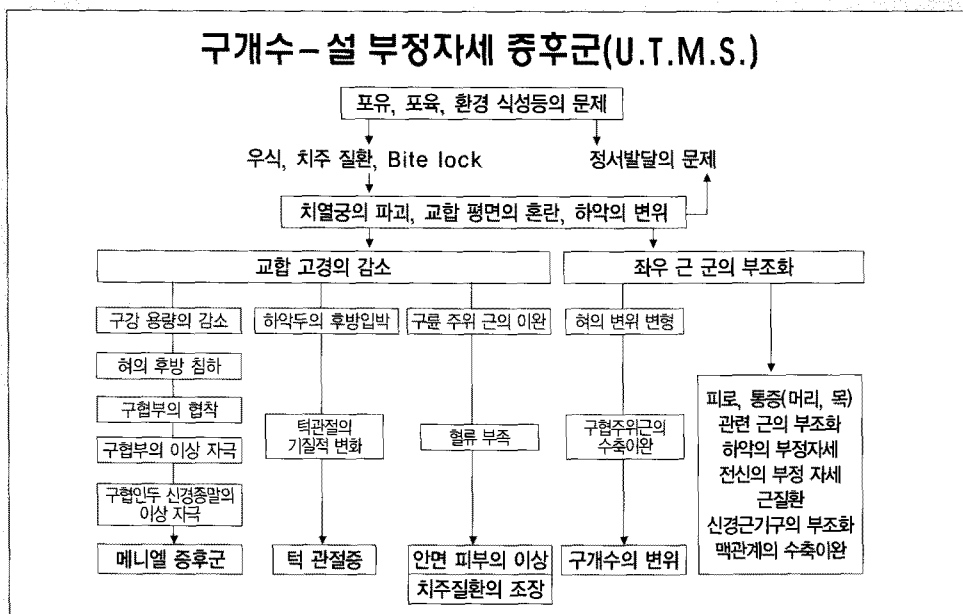 구개수-설 부정자세 증후군(U.T.M.S.)
포유, 포육, 환경 식성등의 문제
우식, 치주 질환, Bite lock
정서발달의 문제
치열궁의 파괴, 교합 평면의 혼란, 하악의 변위
교합 고경의 감소
좌우 근 군의 부조화
구강 용량의 감소
하악두의 후방입박
구륜 주위 근의 이완
혀의 변위 변형
혀의 후방 침하
구협부의 협착
구협부의 이상 자극
구협인두 신경종말의
이상 자극
메니엘 증후군
턱관절의
기질적 변화
턱 관절증
혈류 부족
안면 피부의 이상
치주질환의 조장
구협주위근의
수축이완
구개수의 변위
피로, 통증(머리, 목)
관련 근의 부조화
하악의 부정자세
전신의 부정 자세
근질환
신경근기구의 부조화
맥관계의 수축이완